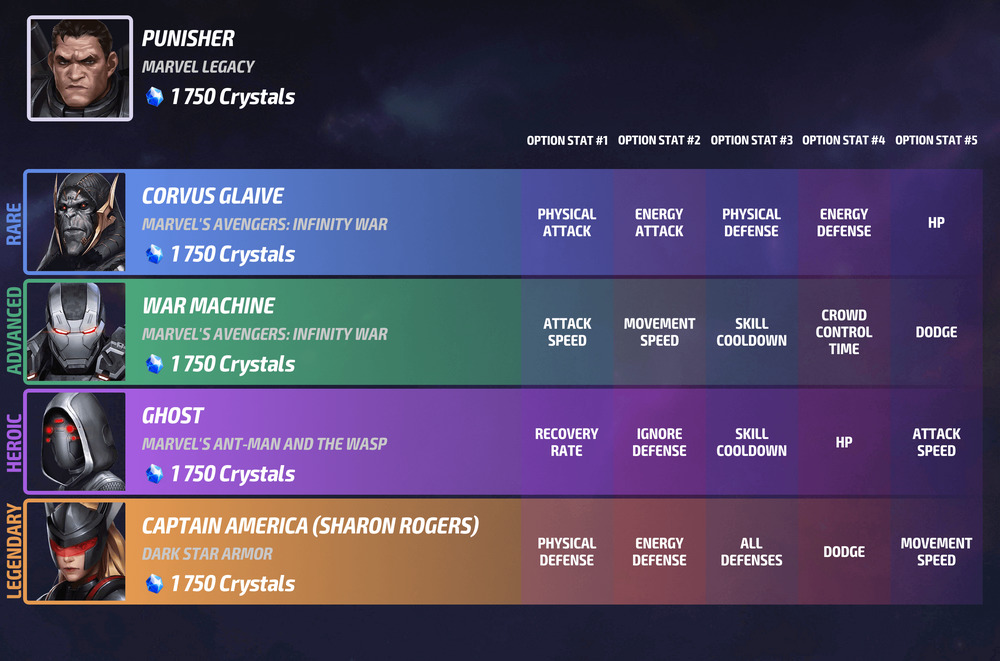 PUNISHER
MARVEL LEGACY
1 750 Crystals
OPTION STAT #1 OPTION STAT #2 OPTION STAT #3 OPTION STAT #4 OPTION STAT #5
RARE
CORVUS GLAIVE
MARVEL'S AVENGERS: INFINITY WAR
1 750 Crystals
PHYSICAL ATTACK
ENERGY ATTACK
PHYSICAL DEFENSE
ENERGY DEFENSE
HP
ADVANCED
WAR MACHINE
MARVEL'S AVENGERS: INFINITY WAR
1 750 Crystals
ATTACK SPEED
MOVEMENT SPEED
SKILL COOLDOWN
CROWD CONTROL TIME
DODGE
HEROIC
GHOST
MARVEL'S ANT-MAN AND THE WASP
1 750 Crystals
RECOVERY RATE
IGNORE DEFENSE
SKILL COOLDOWN
HP
ATTACK SPEED
LEGENDARY
CAPTAIN AMERICA (SHARON ROGERS)
DARK STAR ARMOR
1 750 Crystals
PHYSICAL DEFENSE
ENERGY DEFENSE
ALL DEFENSES
DODGE
MOVEMENT SPEED